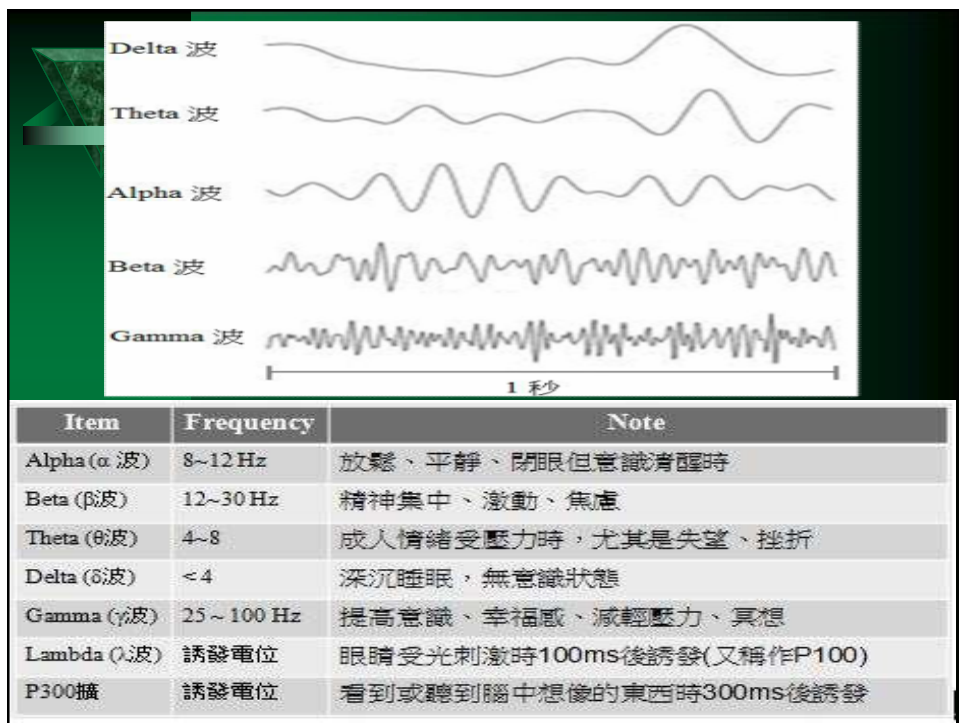 Delta 波
Theta 波
Alpha 波
Beta 波
Gamma 波
1 秒
Item Frequency Note
Alpha (α 波) 8~12 Hz 放鬆、平靜、閉眼但意識清醒時
Beta (β波) 12~30 Hz 精神集中、激動、焦慮
Theta (θ波) 4~8 成人情緒受壓力時，尤其是失望、挫折
Delta (δ波) < 4 深沉睡眠，無意識狀態
Gamma (γ波) 25 ~ 100 Hz 提高意識、幸福感、減輕壓力、冥想
Lambda (λ波) 誘發電位 眼睛受光刺激時100ms後誘發(又稱作P100)
P300擴 誘發電位 看到或聽到腦中想像的東西時300ms後誘發